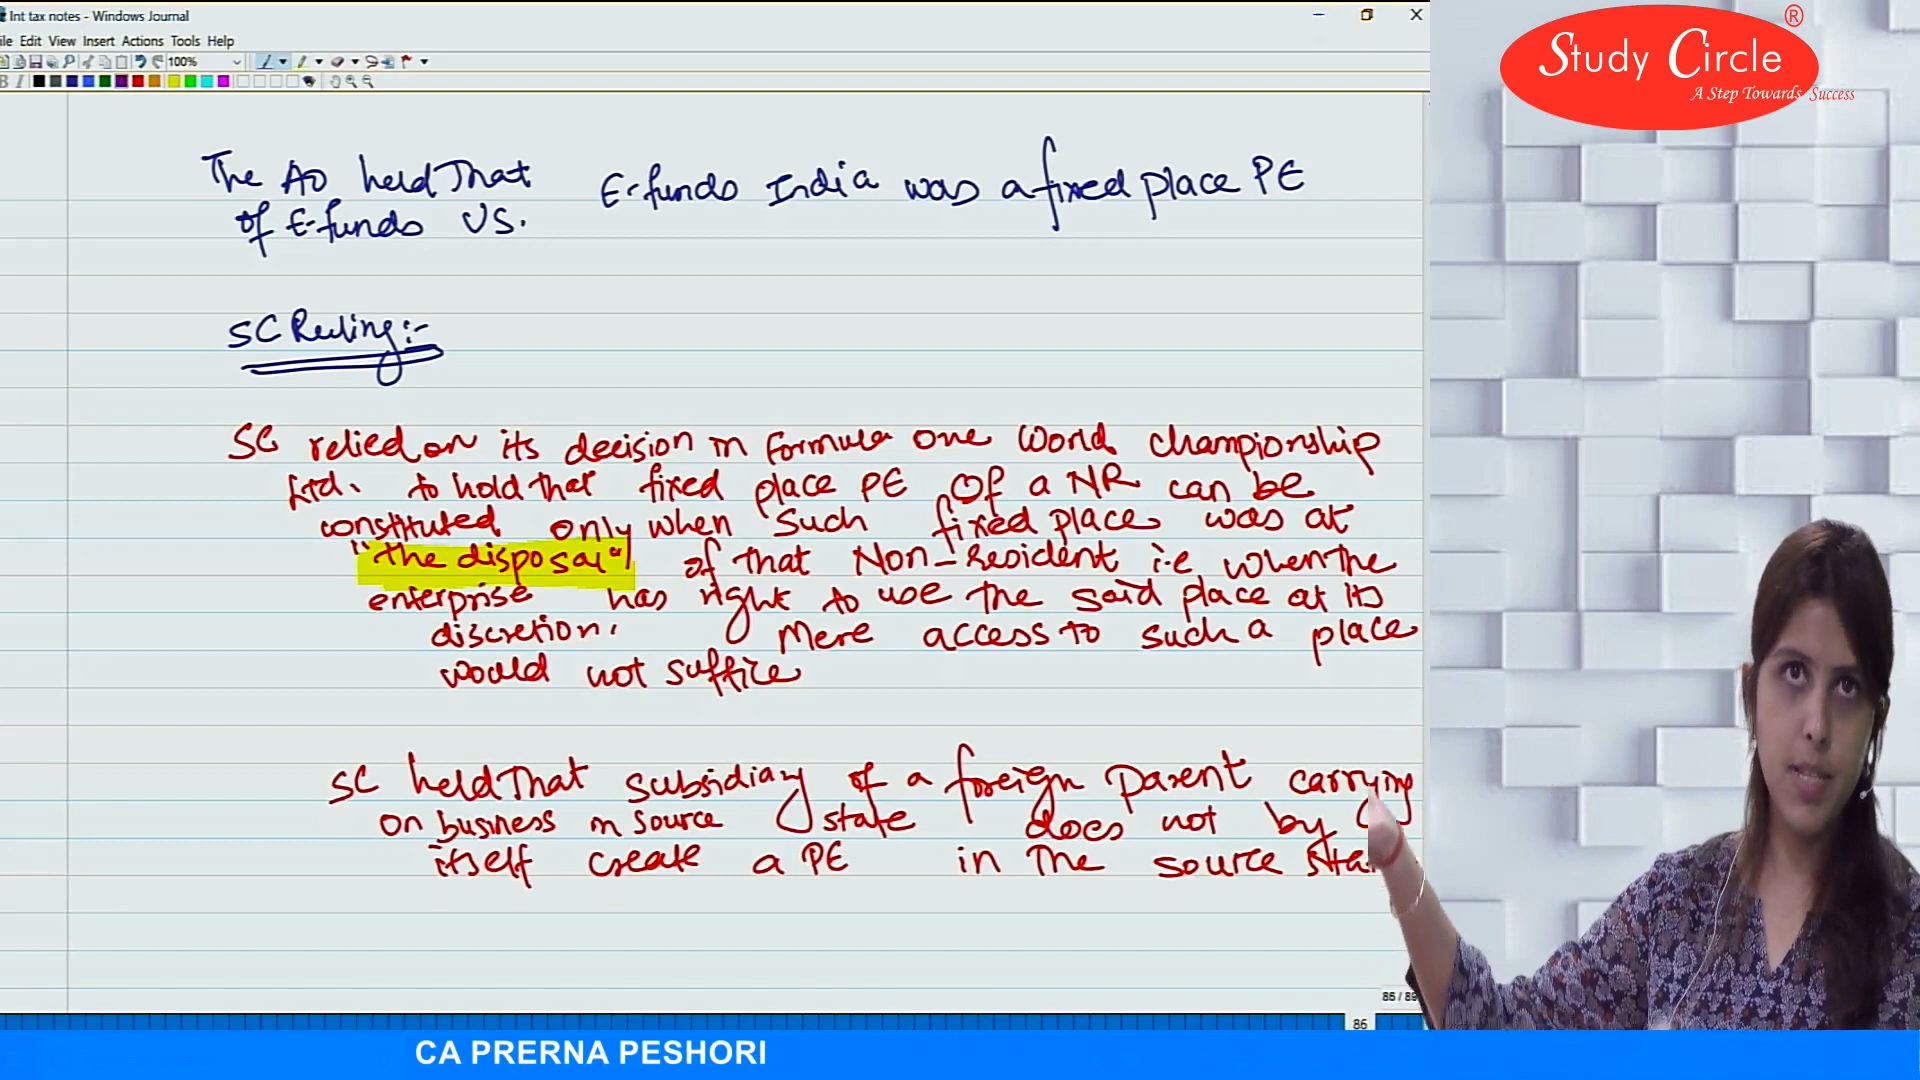 Int tax notes - Windows Journal
ile Edit View Insert Actions Tools Help
100%
B I
Study Circle ®
A Step Towards Success
The AO held that E-funds India was a fixed place PE
of E-funds US.
SC Ruling:-
SC relied on its decision in Formula One World Championship
Ltd. to hold that fixed place PE of a NR can be
constituted only when such fixed place was at
"the disposal" of that Non-resident i.e when the
enterprise has right to use the said place at its
discretion. Mere access to such a place
would not suffice
SC held that subsidiary of a foreign parent carrying
on business in source state does not by
itself create a PE in the source
86 / 89
86
CA PRERNA PESHORI